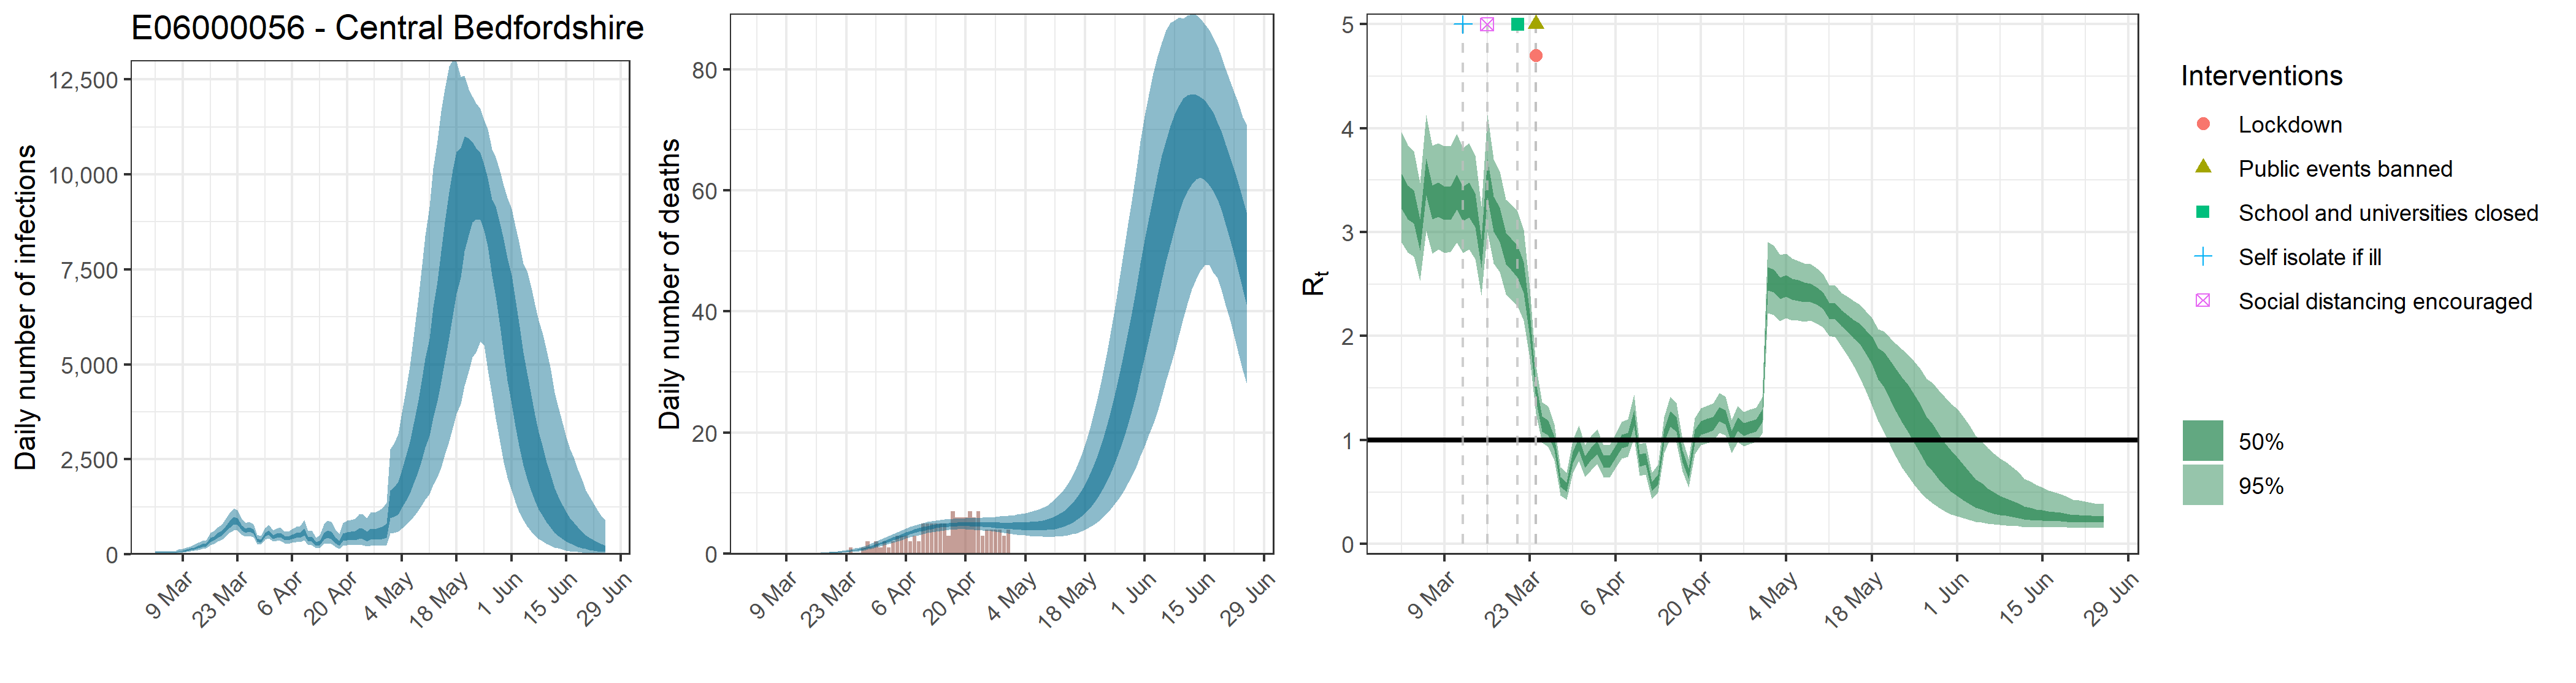 E06000056 - Central Bedfordshire
Daily number of infections
12,500
10,000
7,500
5,000
2,500
0
9 Mar
23 Mar
6 Apr
20 Apr
4 May
18 May
1 Jun
15 Jun
29 Jun
Daily number of deaths
80
60
40
20
0
9 Mar
23 Mar
6 Apr
20 Apr
4 May
18 May
1 Jun
15 Jun
29 Jun
Rt
5
4
3
2
1
0
9 Mar
23 Mar
6 Apr
20 Apr
4 May
18 May
1 Jun
15 Jun
29 Jun
Interventions
Lockdown
Public events banned
School and universities closed
Self isolate if ill
Social distancing encouraged
50%
95%